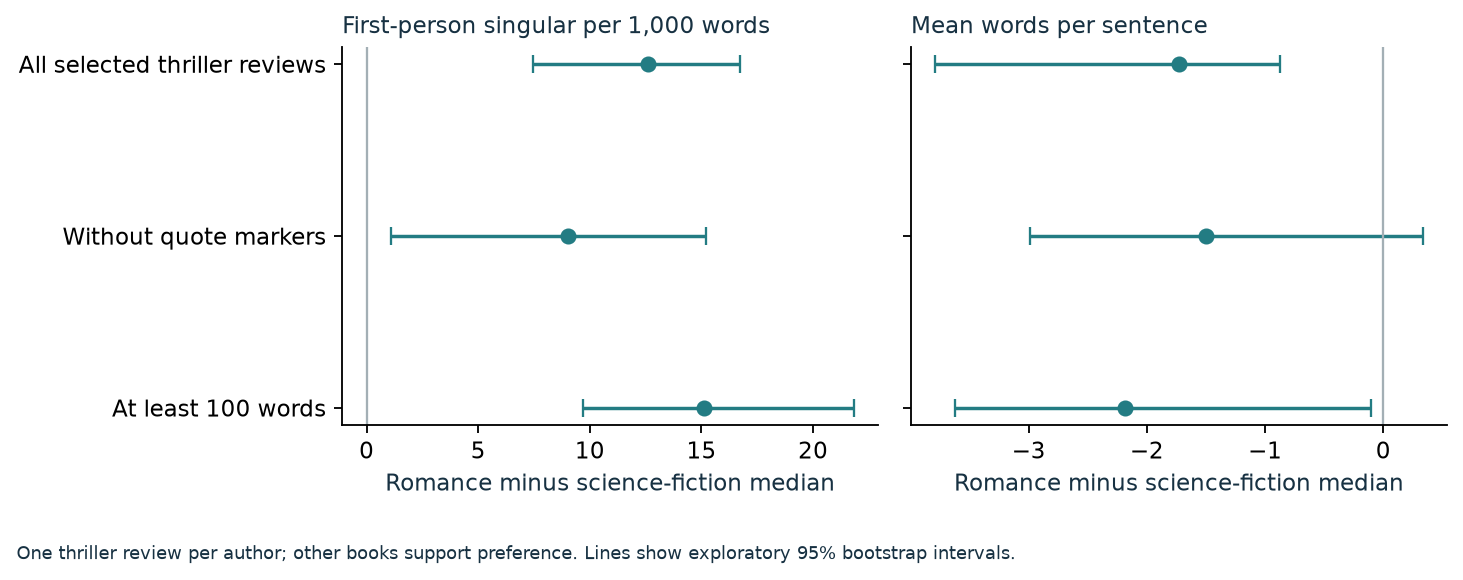 First-person singular per 1,000 words
Mean words per sentence
All selected thriller reviews
Without quote markers
At least 100 words
0 5 10 15 20
−3 −2 −1 0
Romance minus science-fiction median
Romance minus science-fiction median
One thriller review per author; other books support preference. Lines show exploratory 95% bootstrap intervals.